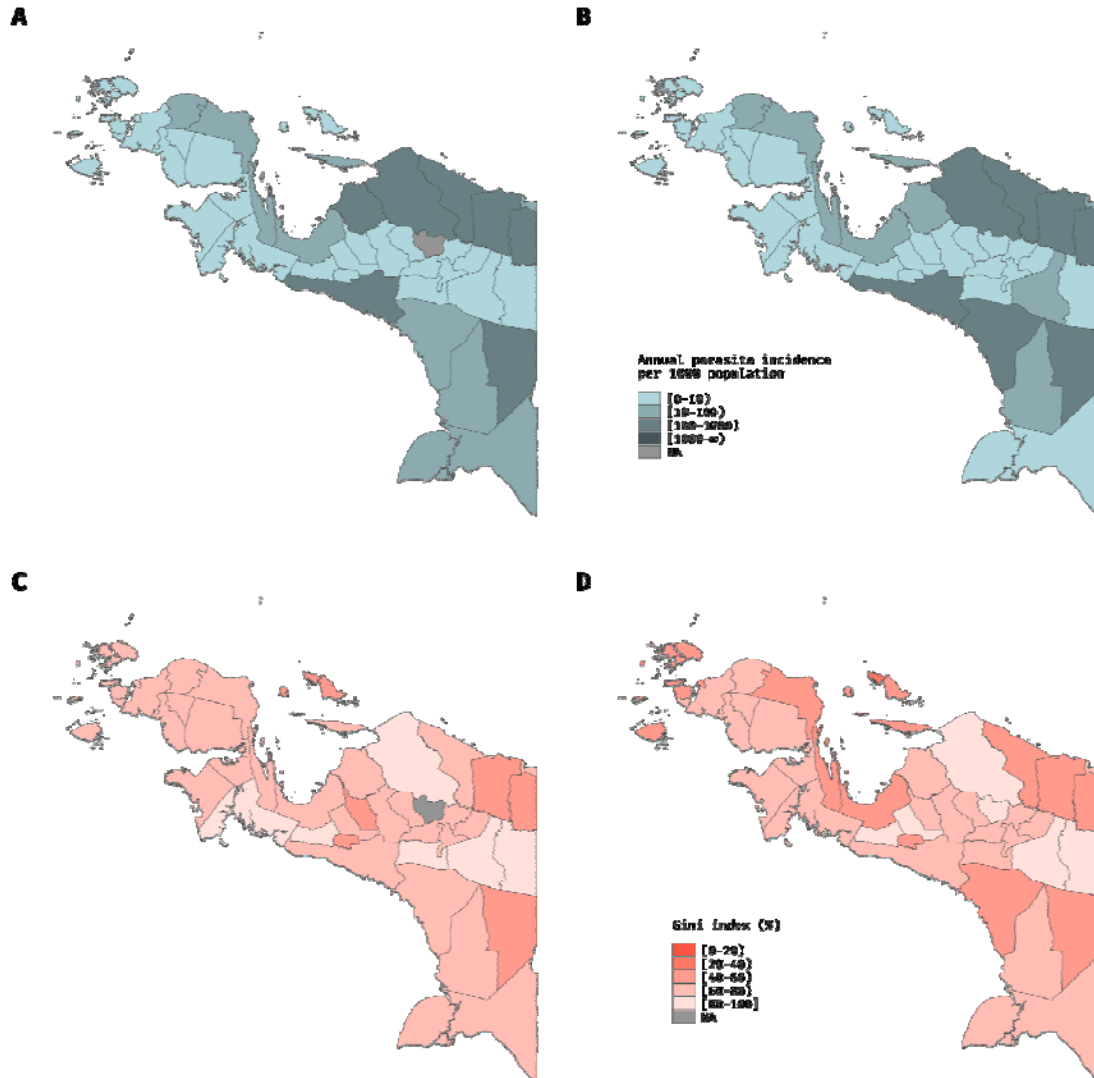 A
B
Annual parasite incidence
per 1000 population
[0-10)
[10-100)
[100-1000)
[1000-∞)
NA
C
D
Gini index (%)
[0-20)
[20-40)
[40-60)
[60-80)
[80-100]
NA